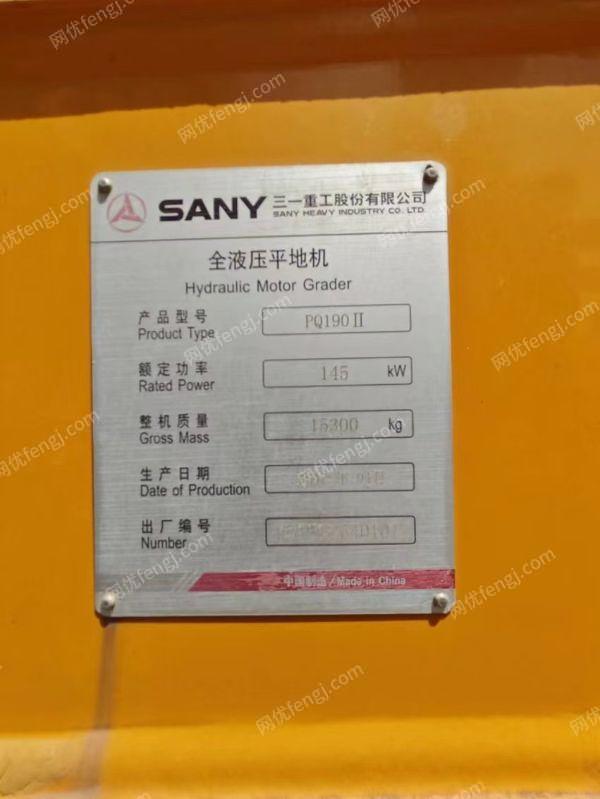 SANY 三一重工股份有限公司
SANY HEAVY INDUSTRY CO. LTD.
全液压平地机
Hydraulic Motor Grader
产品型号 PQ190Ⅱ
Product Type
额定功率 145 kW
Rated Power
整机质量 15300 kg
Gross Mass
生产日期
Date of Production
出厂编号
Number
中国制造/Made in China
网优fengj.com